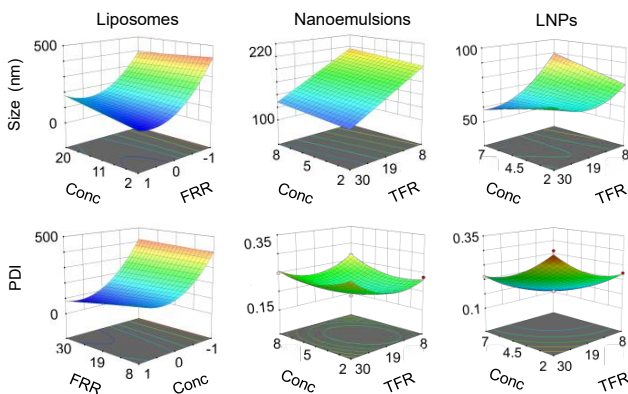 Liposomes
Nanoemulsions
LNPs
Size (nm)
500
0
20
11
2
1
0
-1
Conc
FRR
220
100
8
5
2
30
19
8
Conc
TFR
100
50
7
4.5
2
30
19
8
Conc
TFR
PDI
500
0
30
19
8
1
0
-1
FRR
Conc
0.35
0.15
8
5
2
30
19
8
Conc
TFR
0.35
0.1
7
4.5
2
30
19
8
Conc
TFR